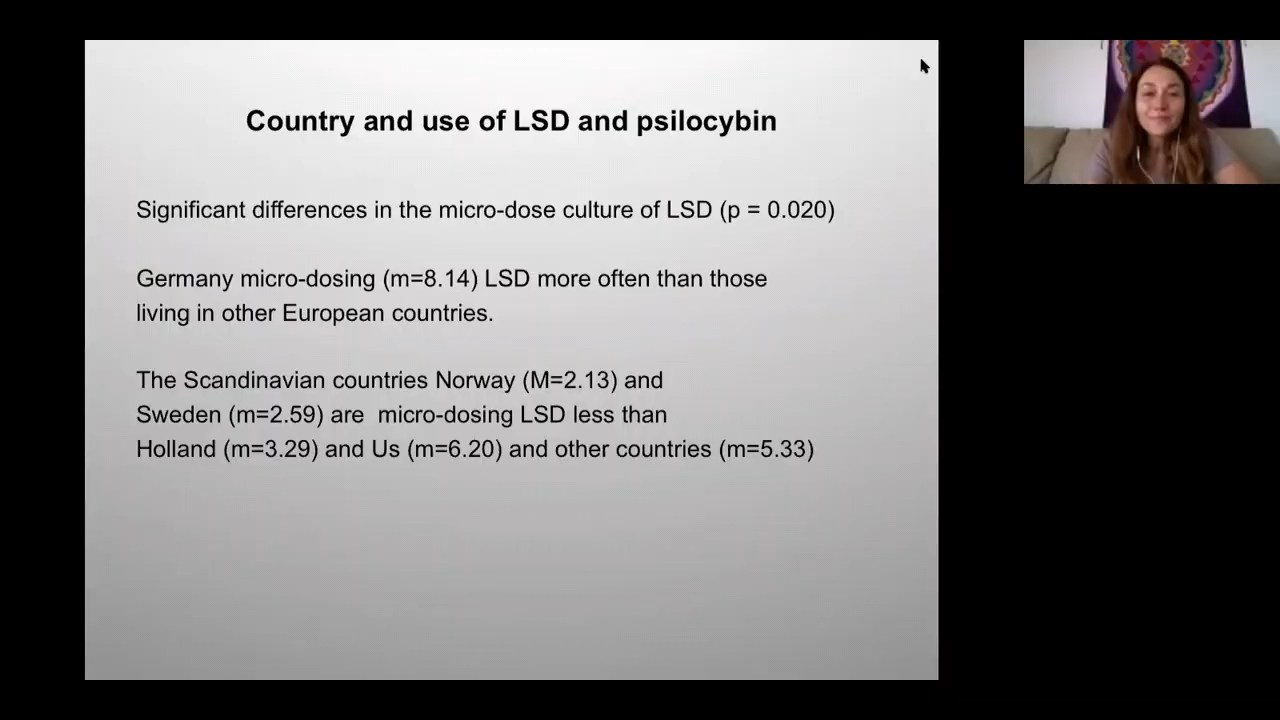 Country and use of LSD and psilocybin
Significant differences in the micro-dose culture of LSD (p = 0.020)
Germany micro-dosing (m=8.14) LSD more often than those
living in other European countries.
The Scandinavian countries Norway (M=2.13) and
Sweden (m=2.59) are  micro-dosing LSD less than
Holland (m=3.29) and Us (m=6.20) and other countries (m=5.33)